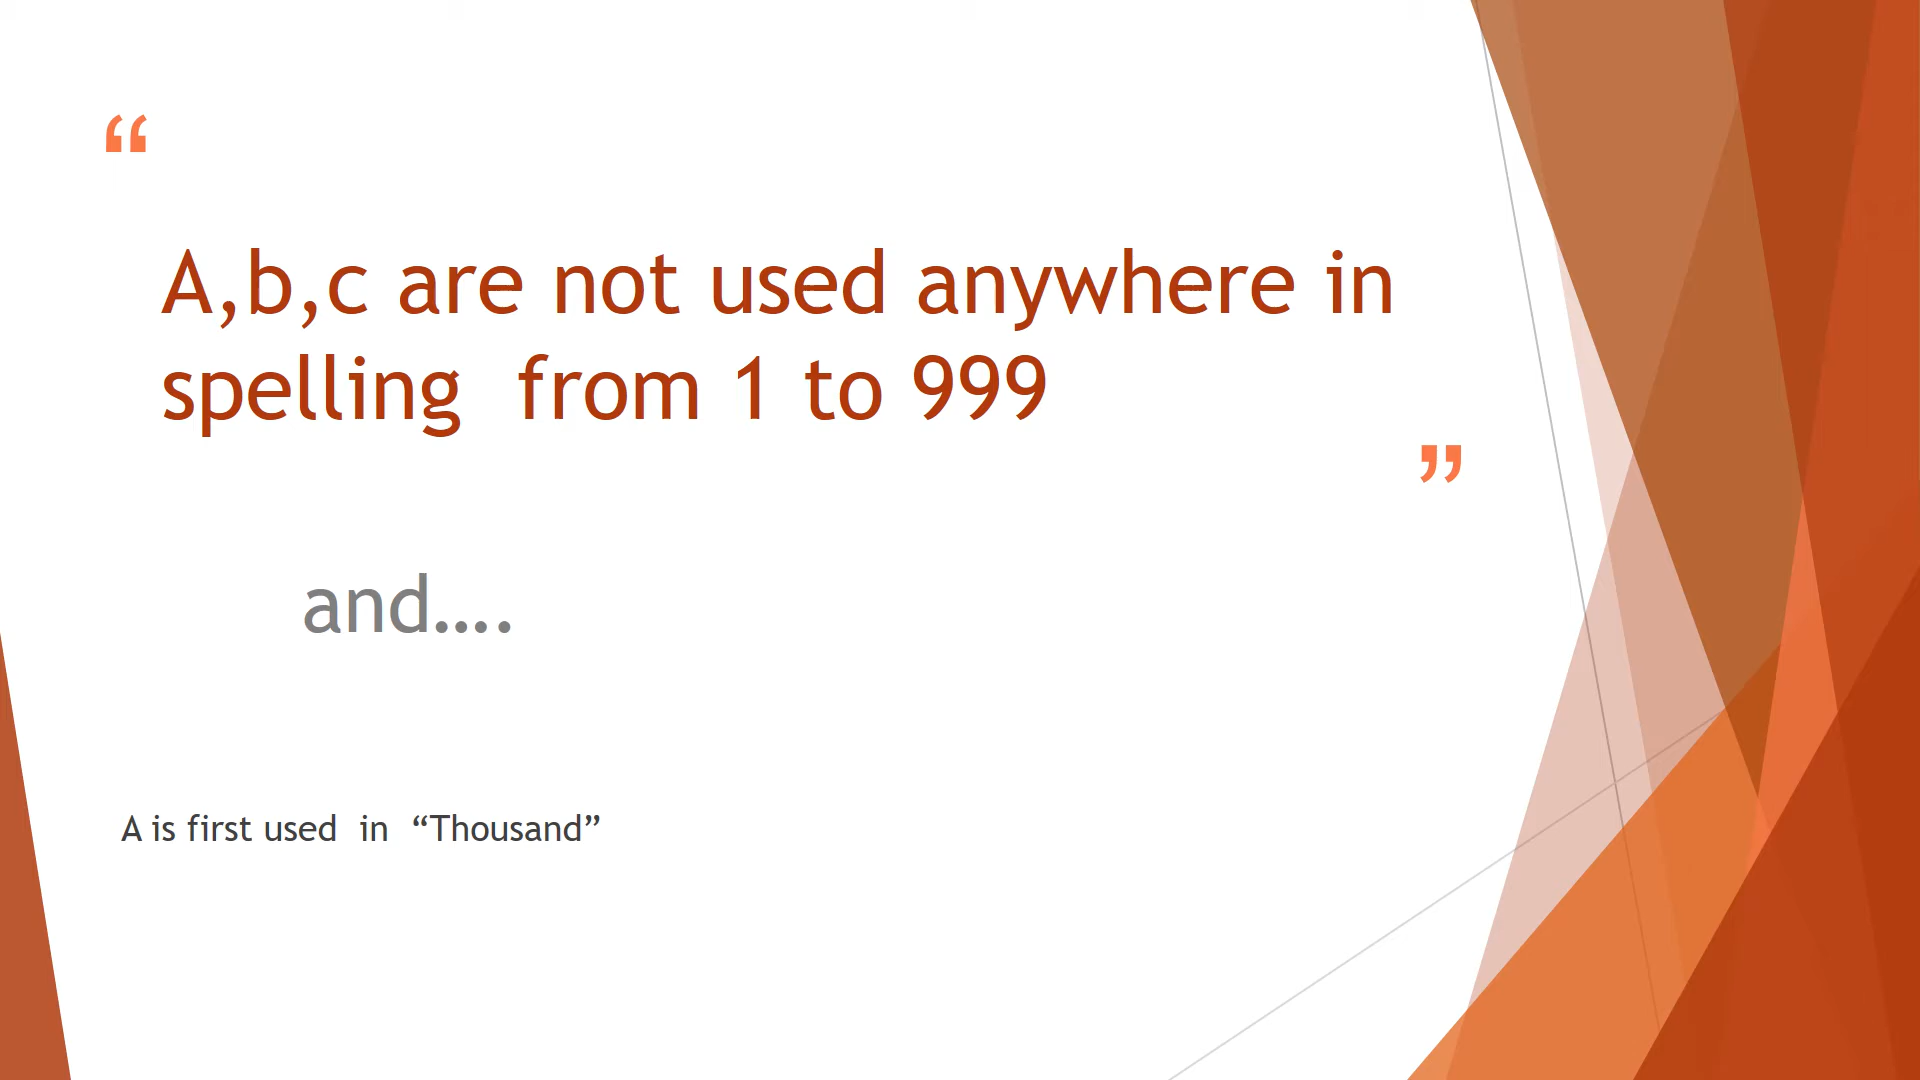 “
A,b,c are not used anywhere in
spelling  from 1 to 999
”
and....
A is first used  in  “Thousand”